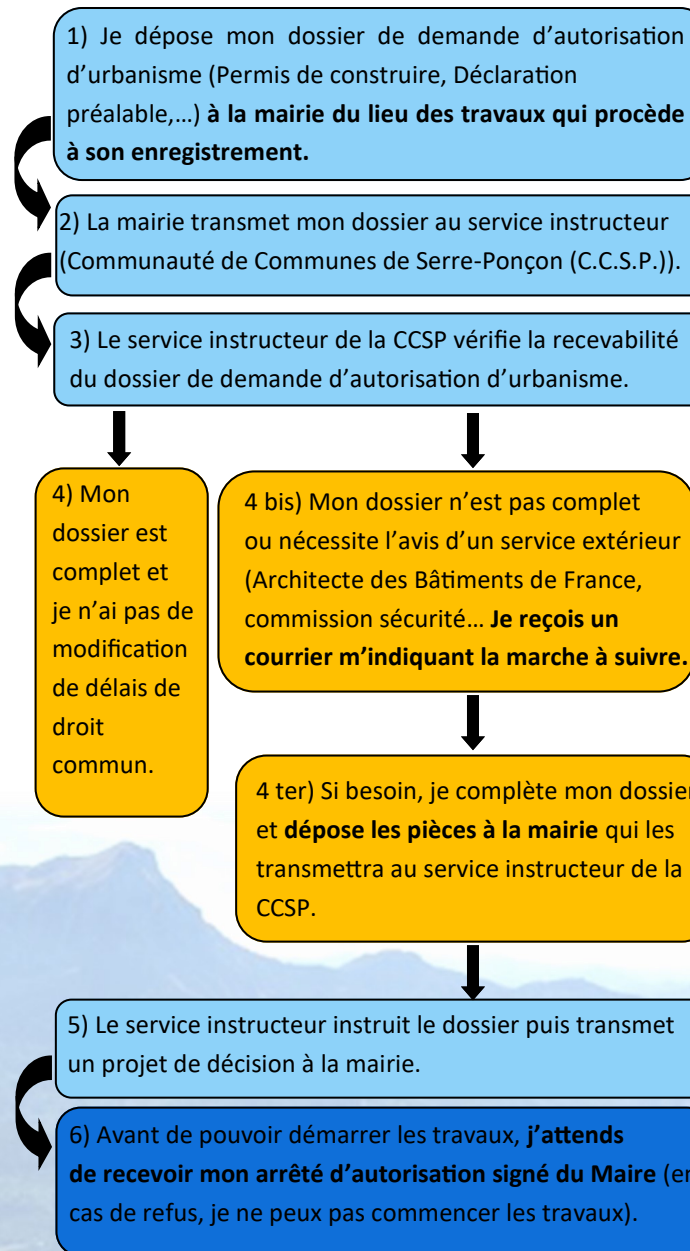 1) Je dépose mon dossier de demande d'autorisation
d'urbanisme (Permis de construire, Déclaration
préalable,...) à la mairie du lieu des travaux qui procède
à son enregistrement.
2) La mairie transmet mon dossier au service instructeur
(Communauté de Communes de Serre-Ponçon (C.C.S.P.)).
3) Le service instructeur de la CCSP vérifie la recevabilité
du dossier de demande d'autorisation d'urbanisme.
4) Mon
dossier est
complet et
je n'ai pas de
modification
de délais de
droit
commun.
4 bis) Mon dossier n'est pas complet
ou nécessite l'avis d'un service extérieur
(Architecte des Bâtiments de France,
commission sécurité... Je reçois un
courrier m'indiquant la marche à suivre.
4 ter) Si besoin, je complète mon dossier
et dépose les pièces à la mairie qui les
transmettra au service instructeur de la
CCSP.
5) Le service instructeur instruit le dossier puis transmet
un projet de décision à la mairie.
6) Avant de pouvoir démarrer les travaux, j'attends
de recevoir mon arrêté d'autorisation signé du Maire (en
cas de refus, je ne peux pas commencer les travaux).